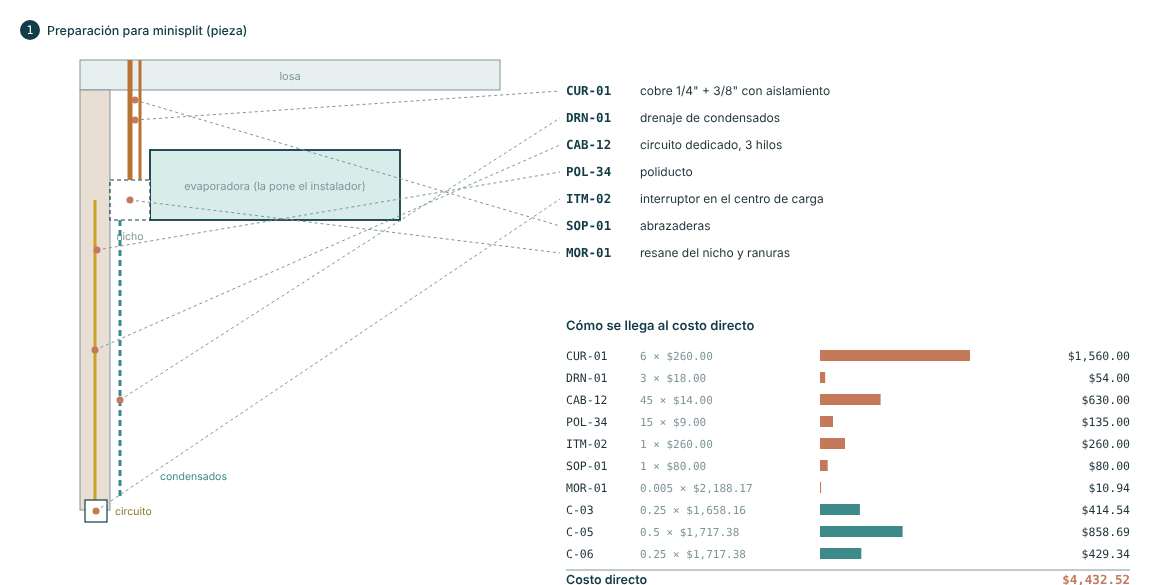 1 Preparación para minisplit (pieza)
losa
CUR-01 cobre 1/4" + 3/8" con aislamiento
DRN-01 drenaje de condensados
CAB-12 circuito dedicado, 3 hilos
POL-34 poliducto
evaporadora (la pone el instalador)
ITM-02 interruptor en el centro de carga
SOP-01 abrazaderas
nicho
MOR-01 resane del nicho y ranuras
Cómo se llega al costo directo
CUR-01 6 × $260.00 $1,560.00
DRN-01 3 × $18.00 $54.00
CAB-12 45 × $14.00 $630.00
POL-34 15 × $9.00 $135.00
ITM-02 1 × $260.00 $260.00
SOP-01 1 × $80.00 $80.00
condensados
MOR-01 0.005 × $2,188.17 $10.94
circuito
C-03 0.25 × $1,658.16 $414.54
C-05 0.5 × $1,717.38 $858.69
C-06 0.25 × $1,717.38 $429.34
Costo directo $4,432.52